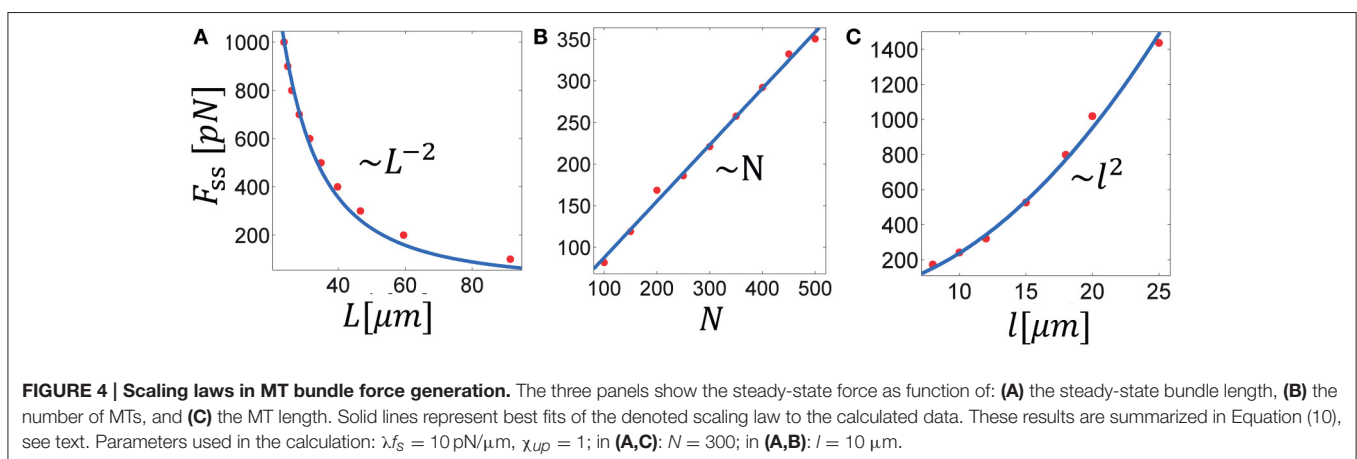 A
B
C
F_ss [pN]
1000
800
600
400
200
~L^-2
40
60
80
L[μm]
350
300
250
200
150
100
~N
100
200
300
400
500
N
1400
1200
1000
800
600
400
200
~l^2
10
15
20
25
l[μm]
FIGURE 4 | Scaling laws in MT bundle force generation. The three panels show the steady-state force as function of: (A) the steady-state bundle length, (B) the
number of MTs, and (C) the MT length. Solid lines represent best fits of the denoted scaling law to the calculated data. These results are summarized in Equation (10),
see text. Parameters used in the calculation: λf_S = 10 pN/μm, χ_up = 1; in (A,C): N = 300; in (A,B): l = 10 μm.